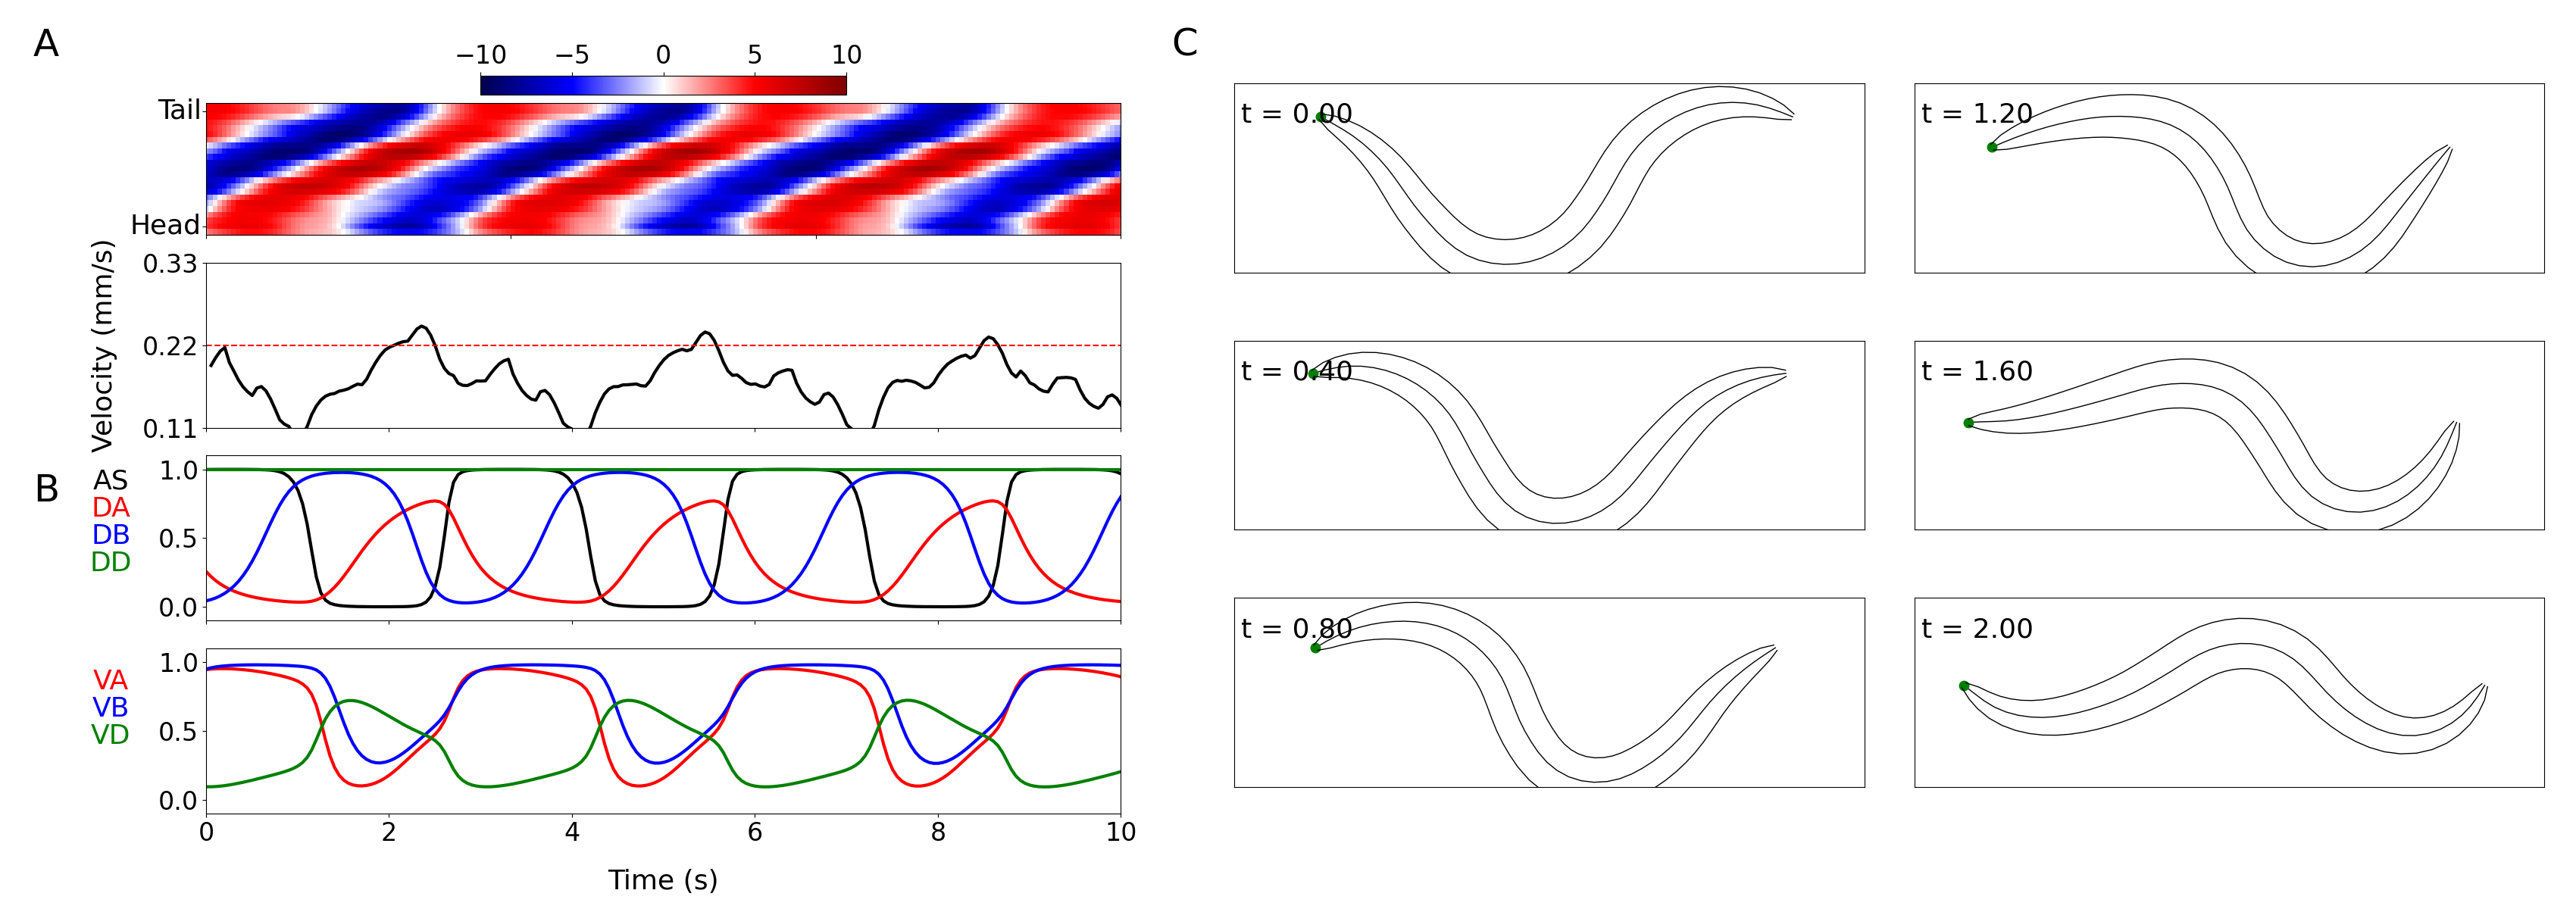 A
−10 −5 0 5 10
Tail
Head
Velocity (mm/s)
0.33
0.22
0.11
B
AS
DA
DB
DD
1.0
0.5
0.0
VA
VB
VD
1.0
0.5
0.0
0 2 4 6 8 10
Time (s)
C
t = 0.00
t = 1.20
t = 0.40
t = 1.60
t = 0.80
t = 2.00